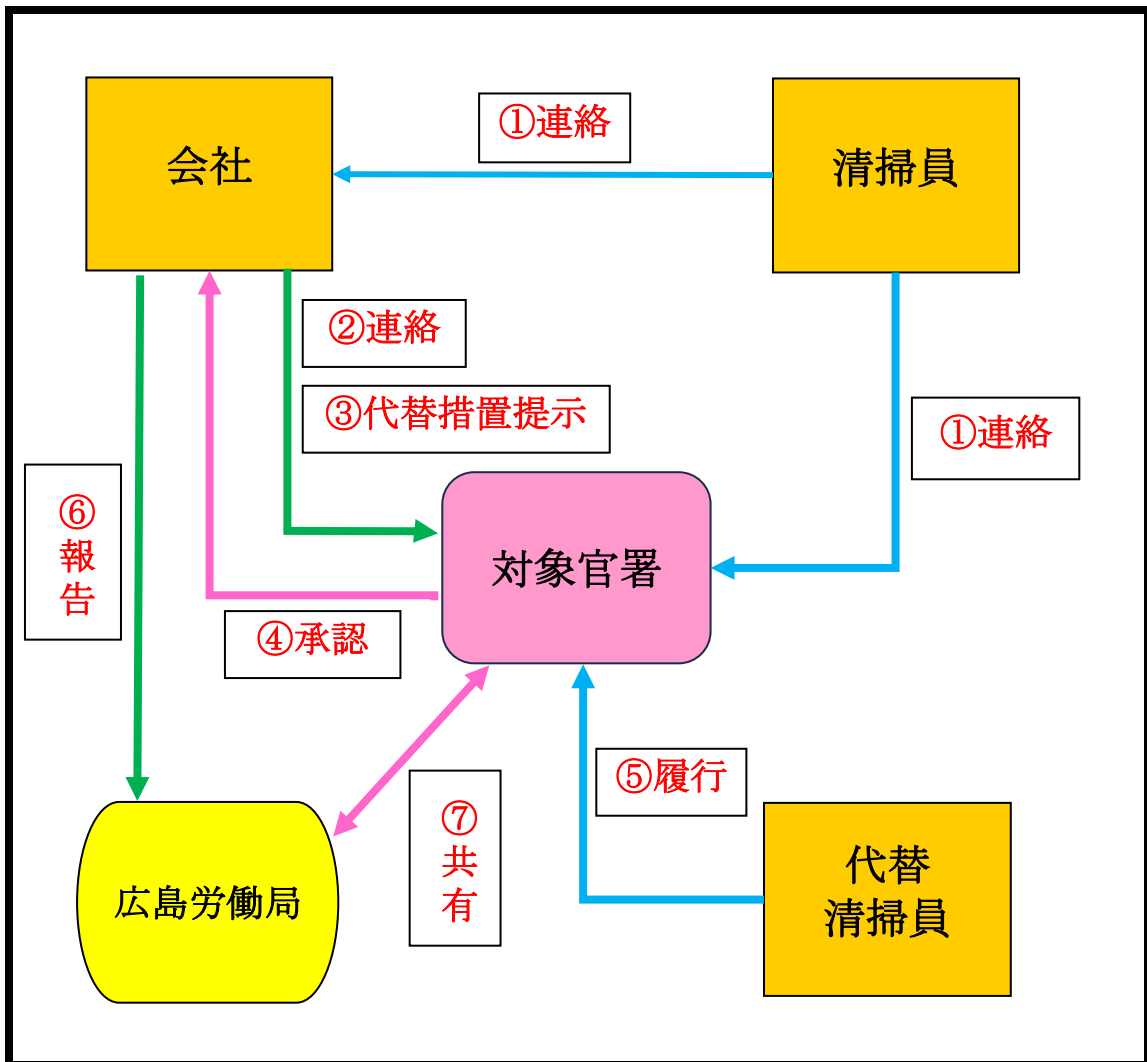 ①連絡
会社
清掃員
②連絡
③代替措置提示
①連絡
⑥
報
告
対象官署
④承認
⑤履行
⑦
共
有
代替
清掃員
広島労働局